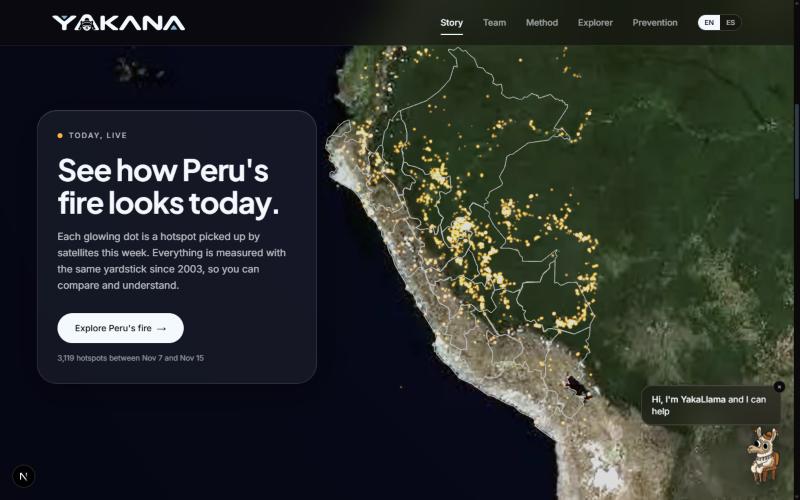 YAKANA
Story Team Method Explorer Prevention EN ES
TODAY, LIVE
See how Peru's
fire looks today.
Each glowing dot is a hotspot picked up by
satellites this week. Everything is measured with
the same yardstick since 2003, so you can
compare and understand.
Explore Peru's fire →
3,119 hotspots between Nov 7 and Nov 15
Hi, I'm YakaLlama and I can
help
N